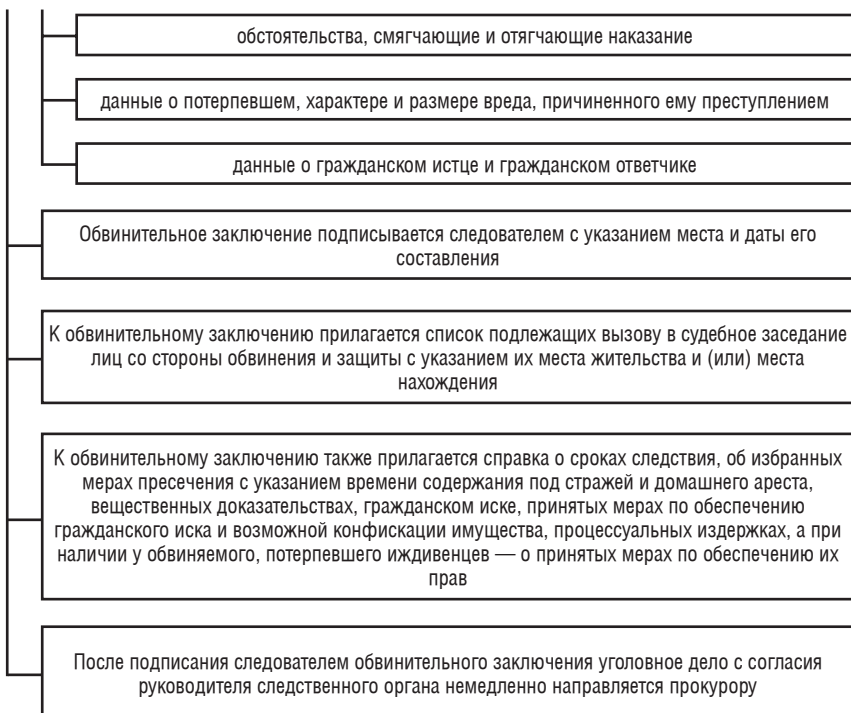 обстоятельства, смягчающие и отягчающие наказание
данные о потерпевшем, характере и размере вреда, причиненного ему преступлением
данные о гражданском истце и гражданском ответчике
Обвинительное заключение подписывается следователем с указанием места и даты его
составления
К обвинительному заключению прилагается список подлежащих вызову в судебное заседание
лиц со стороны обвинения и защиты с указанием их места жительства и (или) места
нахождения
К обвинительному заключению также прилагается справка о сроках следствия, об избранных
мерах пресечения с указанием времени содержания под стражей и домашнего ареста,
вещественных доказательствах, гражданском иске, принятых мерах по обеспечению
гражданского иска и возможной конфискации имущества, процессуальных издержках, а при
наличии у обвиняемого, потерпевшего иждивенцев — о принятых мерах по обеспечению их
прав
После подписания следователем обвинительного заключения уголовное дело с согласия
руководителя следственного органа немедленно направляется прокурору